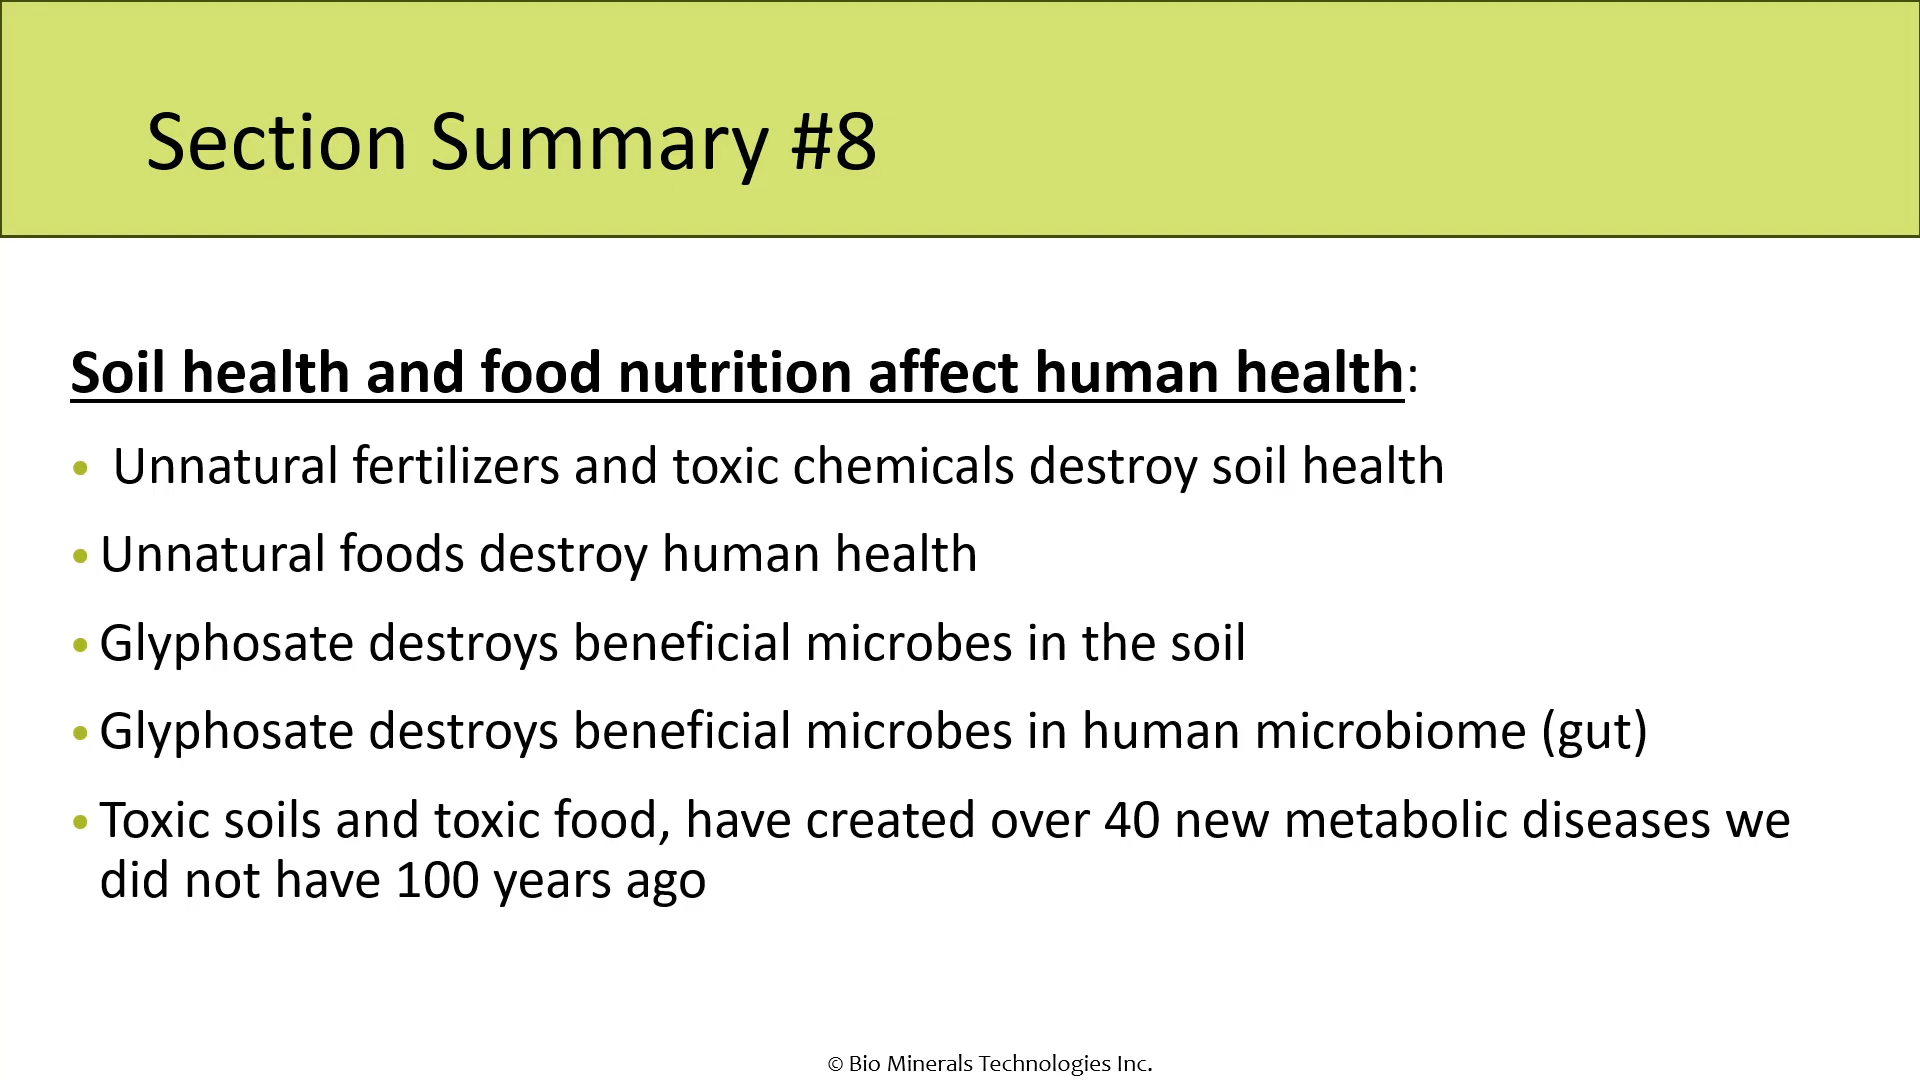 Section Summary #8
Soil health and food nutrition affect human health:
• Unnatural fertilizers and toxic chemicals destroy soil health
• Unnatural foods destroy human health
• Glyphosate destroys beneficial microbes in the soil
• Glyphosate destroys beneficial microbes in human microbiome (gut)
• Toxic soils and toxic food, have created over 40 new metabolic diseases we
did not have 100 years ago
© Bio Minerals Technologies Inc.